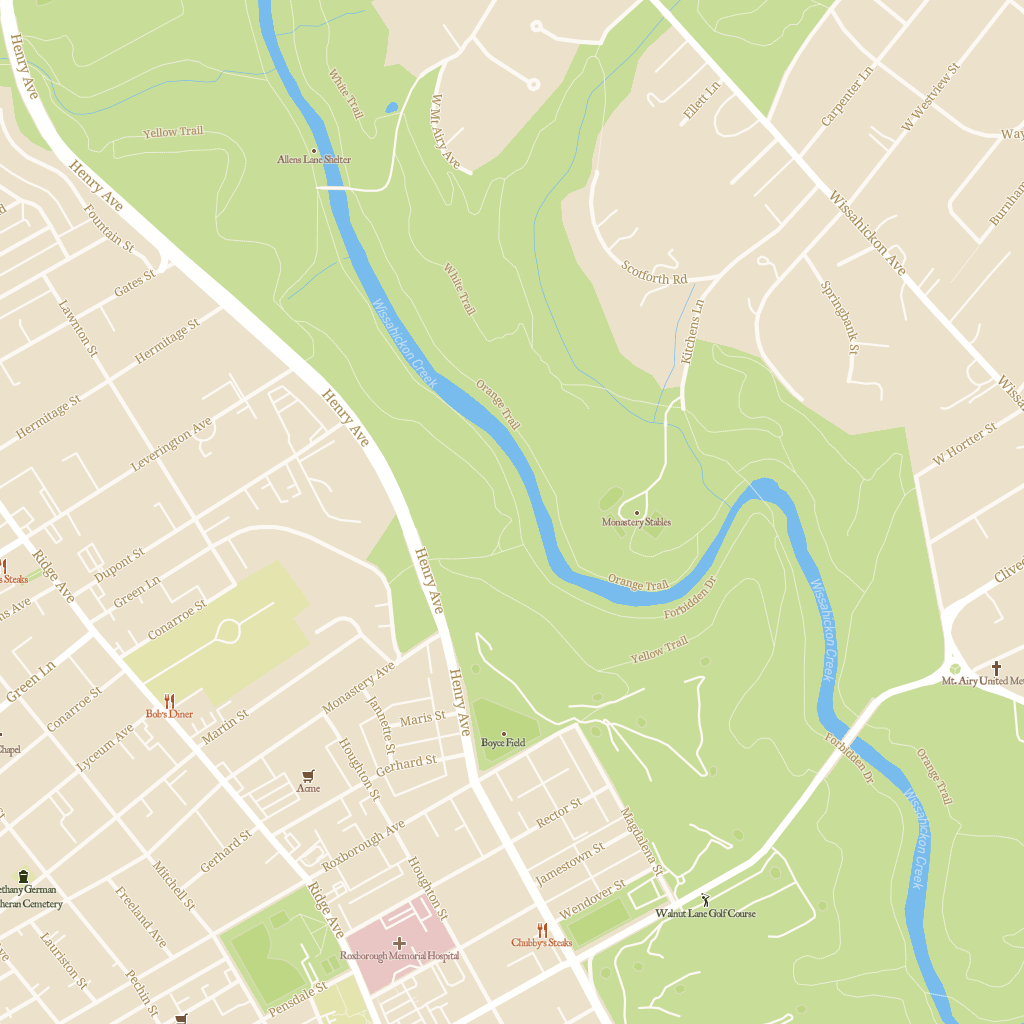 Henry Ave
White Trail
W Mt Airy Ave
Ellett Ln
Carpenter Ln
W Westview St
Yellow Trail
Allens Lane Shelter
Henry Ave
Wissahickon Ave
Fountain St
Gates St
Scotforth Rd
White Trail
Springbank St
Lawnton St
Hermitage St
Kitchens Ln
Wissahickon Creek
Orange Trail
Hermitage St
Henry Ave
Leverington Ave
W Hortter St
Monastery Stables
Ridge Ave
Dupont St
Green Ln
Henry Ave
Orange Trail
Forbidden Dr
Wissahickon Creek
Steaks
Conarroe St
Yellow Trail
Green Ln
Monastery Ave
Henry Ave
Mt. Airy United
Conarroe St
Bob's Diner
Martin St
Jannette St
Maris St
Boyce Field
Lyceum Ave
Houghton St
Gerhard St
Forbidden Dr
Orange Trail
Acme
Rector St
Magdalena St
Wissahickon Creek
Gerhard St
Roxborough Ave
Jamestown St
Mitchell St
Houghton St
German
Cemetery
Freeland Ave
Ridge Ave
Wendover St
Walnut Lane Golf Course
Chubby's Steaks
Roxborough Memorial Hospital
Lauriston St
Pechin St
Pensdale St